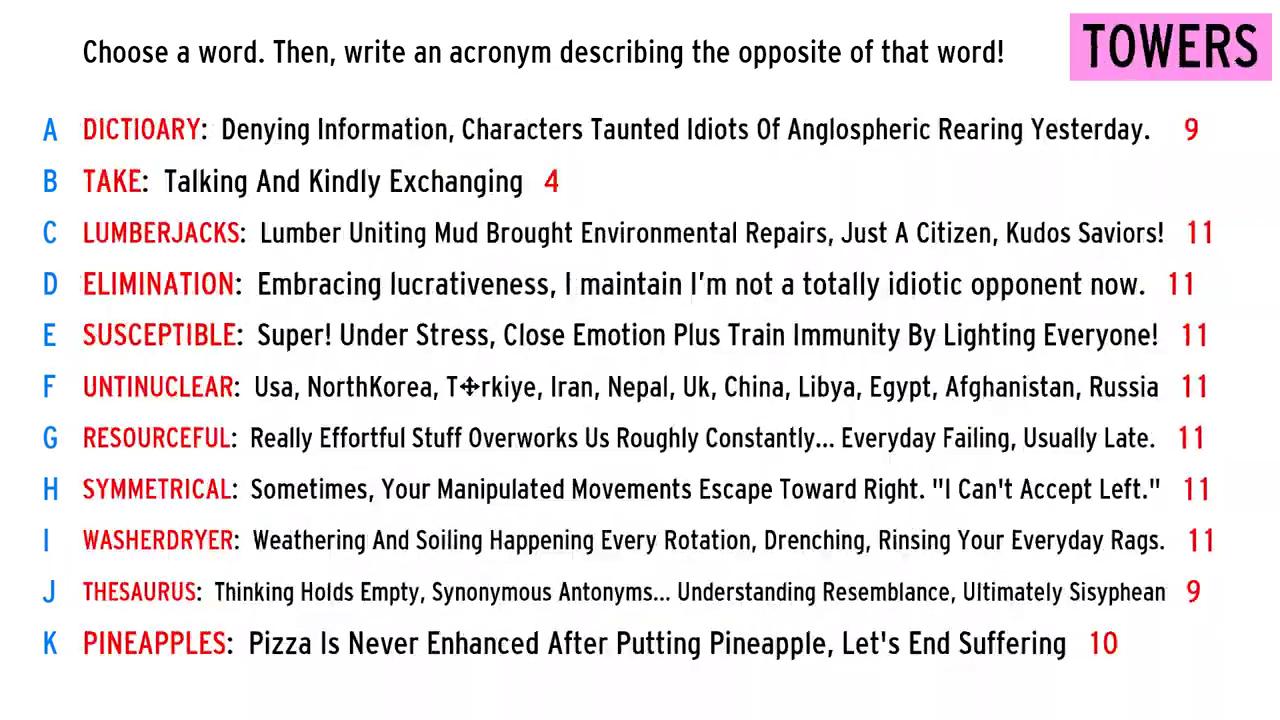 Choose a word. Then, write an acronym describing the opposite of that word!
TOWERS
A DICTIOARY: Denying Information, Characters Taunted Idiots Of Anglospheric Rearing Yesterday. 9
B TAKE: Talking And Kindly Exchanging 4
C LUMBERJACKS: Lumber Uniting Mud Brought Environmental Repairs, Just A Citizen, Kudos Saviors! 11
D ELIMINATION: Embracing lucrativeness, I maintain I'm not a totally idiotic opponent now. 11
E SUSCEPTIBLE: Super! Under Stress, Close Emotion Plus Train Immunity By Lighting Everyone! 11
F UNTINUCLEAR: Usa, NorthKorea, T✥rkiye, Iran, Nepal, Uk, China, Libya, Egypt, Afghanistan, Russia 11
G RESOURCEFUL: Really Effortful Stuff Overworks Us Roughly Constantly... Everyday Failing, Usually Late. 11
H SYMMETRICAL: Sometimes, Your Manipulated Movements Escape Toward Right. "I Can't Accept Left." 11
I WASHERDRYER: Weathering And Soiling Happening Every Rotation, Drenching, Rinsing Your Everyday Rags. 11
J THESAURUS: Thinking Holds Empty, Synonymous Antonyms... Understanding Resemblance, Ultimately Sisyphean 9
K PINEAPPLES: Pizza Is Never Enhanced After Putting Pineapple, Let's End Suffering 10